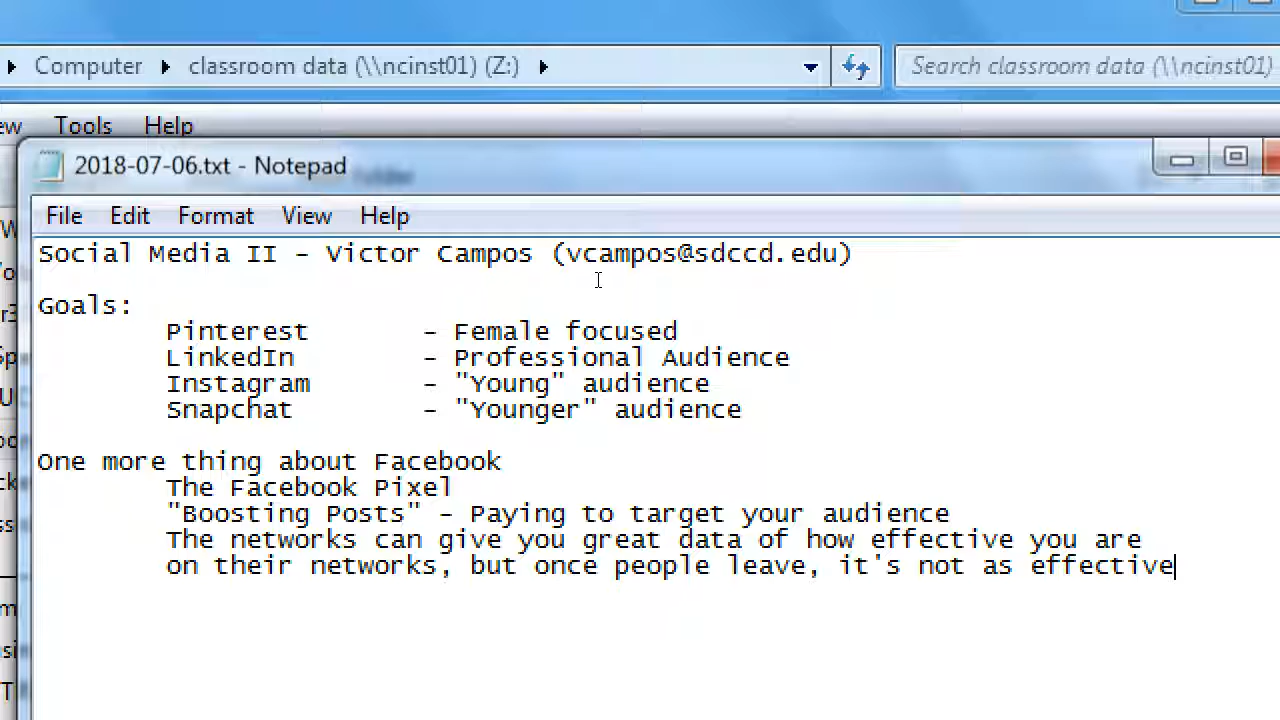 Computer classroom data (\\ncinst01) (Z:) Search classroom data (\\ncinst01)
Tools Help
2018-07-06.txt - Notepad
File Edit Format View Help
Social Media II - Victor Campos (vcampos@sdccd.edu)
Goals:
Pinterest - Female focused
LinkedIn - Professional Audience
Instagram - "Young" audience
Snapchat - "Younger" audience
One more thing about Facebook
The Facebook Pixel
"Boosting Posts" - Paying to target your audience
The networks can give you great data of how effective you are
on their networks, but once people leave, it's not as effective